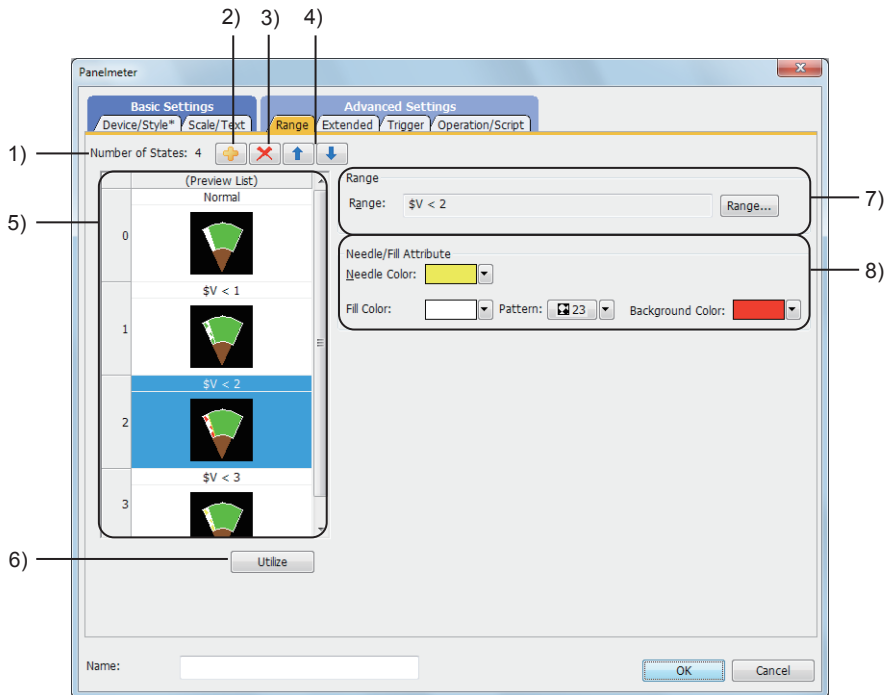 2) 3) 4)
Panelmeter
Basic Settings Advanced Settings
Device/Style* Scale/Text Range Extended Trigger Operation/Script
1) Number of States: 4
5) (Preview List)
Normal
0
$V < 1
1
$V < 2
2
$V < 3
3
6) Utilize
Range
Range: $V < 2 Range... 7)
Needle/Fill Attribute
Needle Color: 8)
Fill Color: Pattern: 23 Background Color:
Name:
OK Cancel